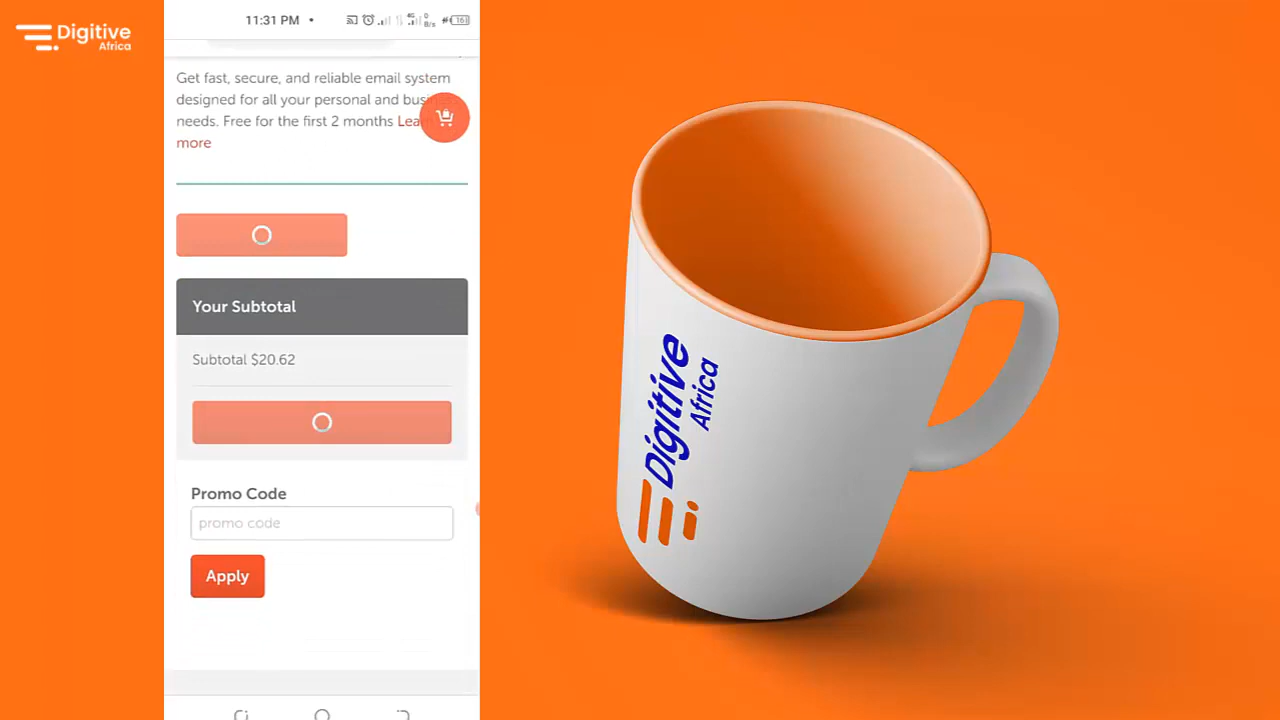 Digitive
Africa
11:31 PM
Get fast, secure, and reliable email system
designed for all your personal and
needs. Free for the first 2 months
more
Your Subtotal
Subtotal $20.62
Promo Code
promo code
Apply
Digitive
Africa